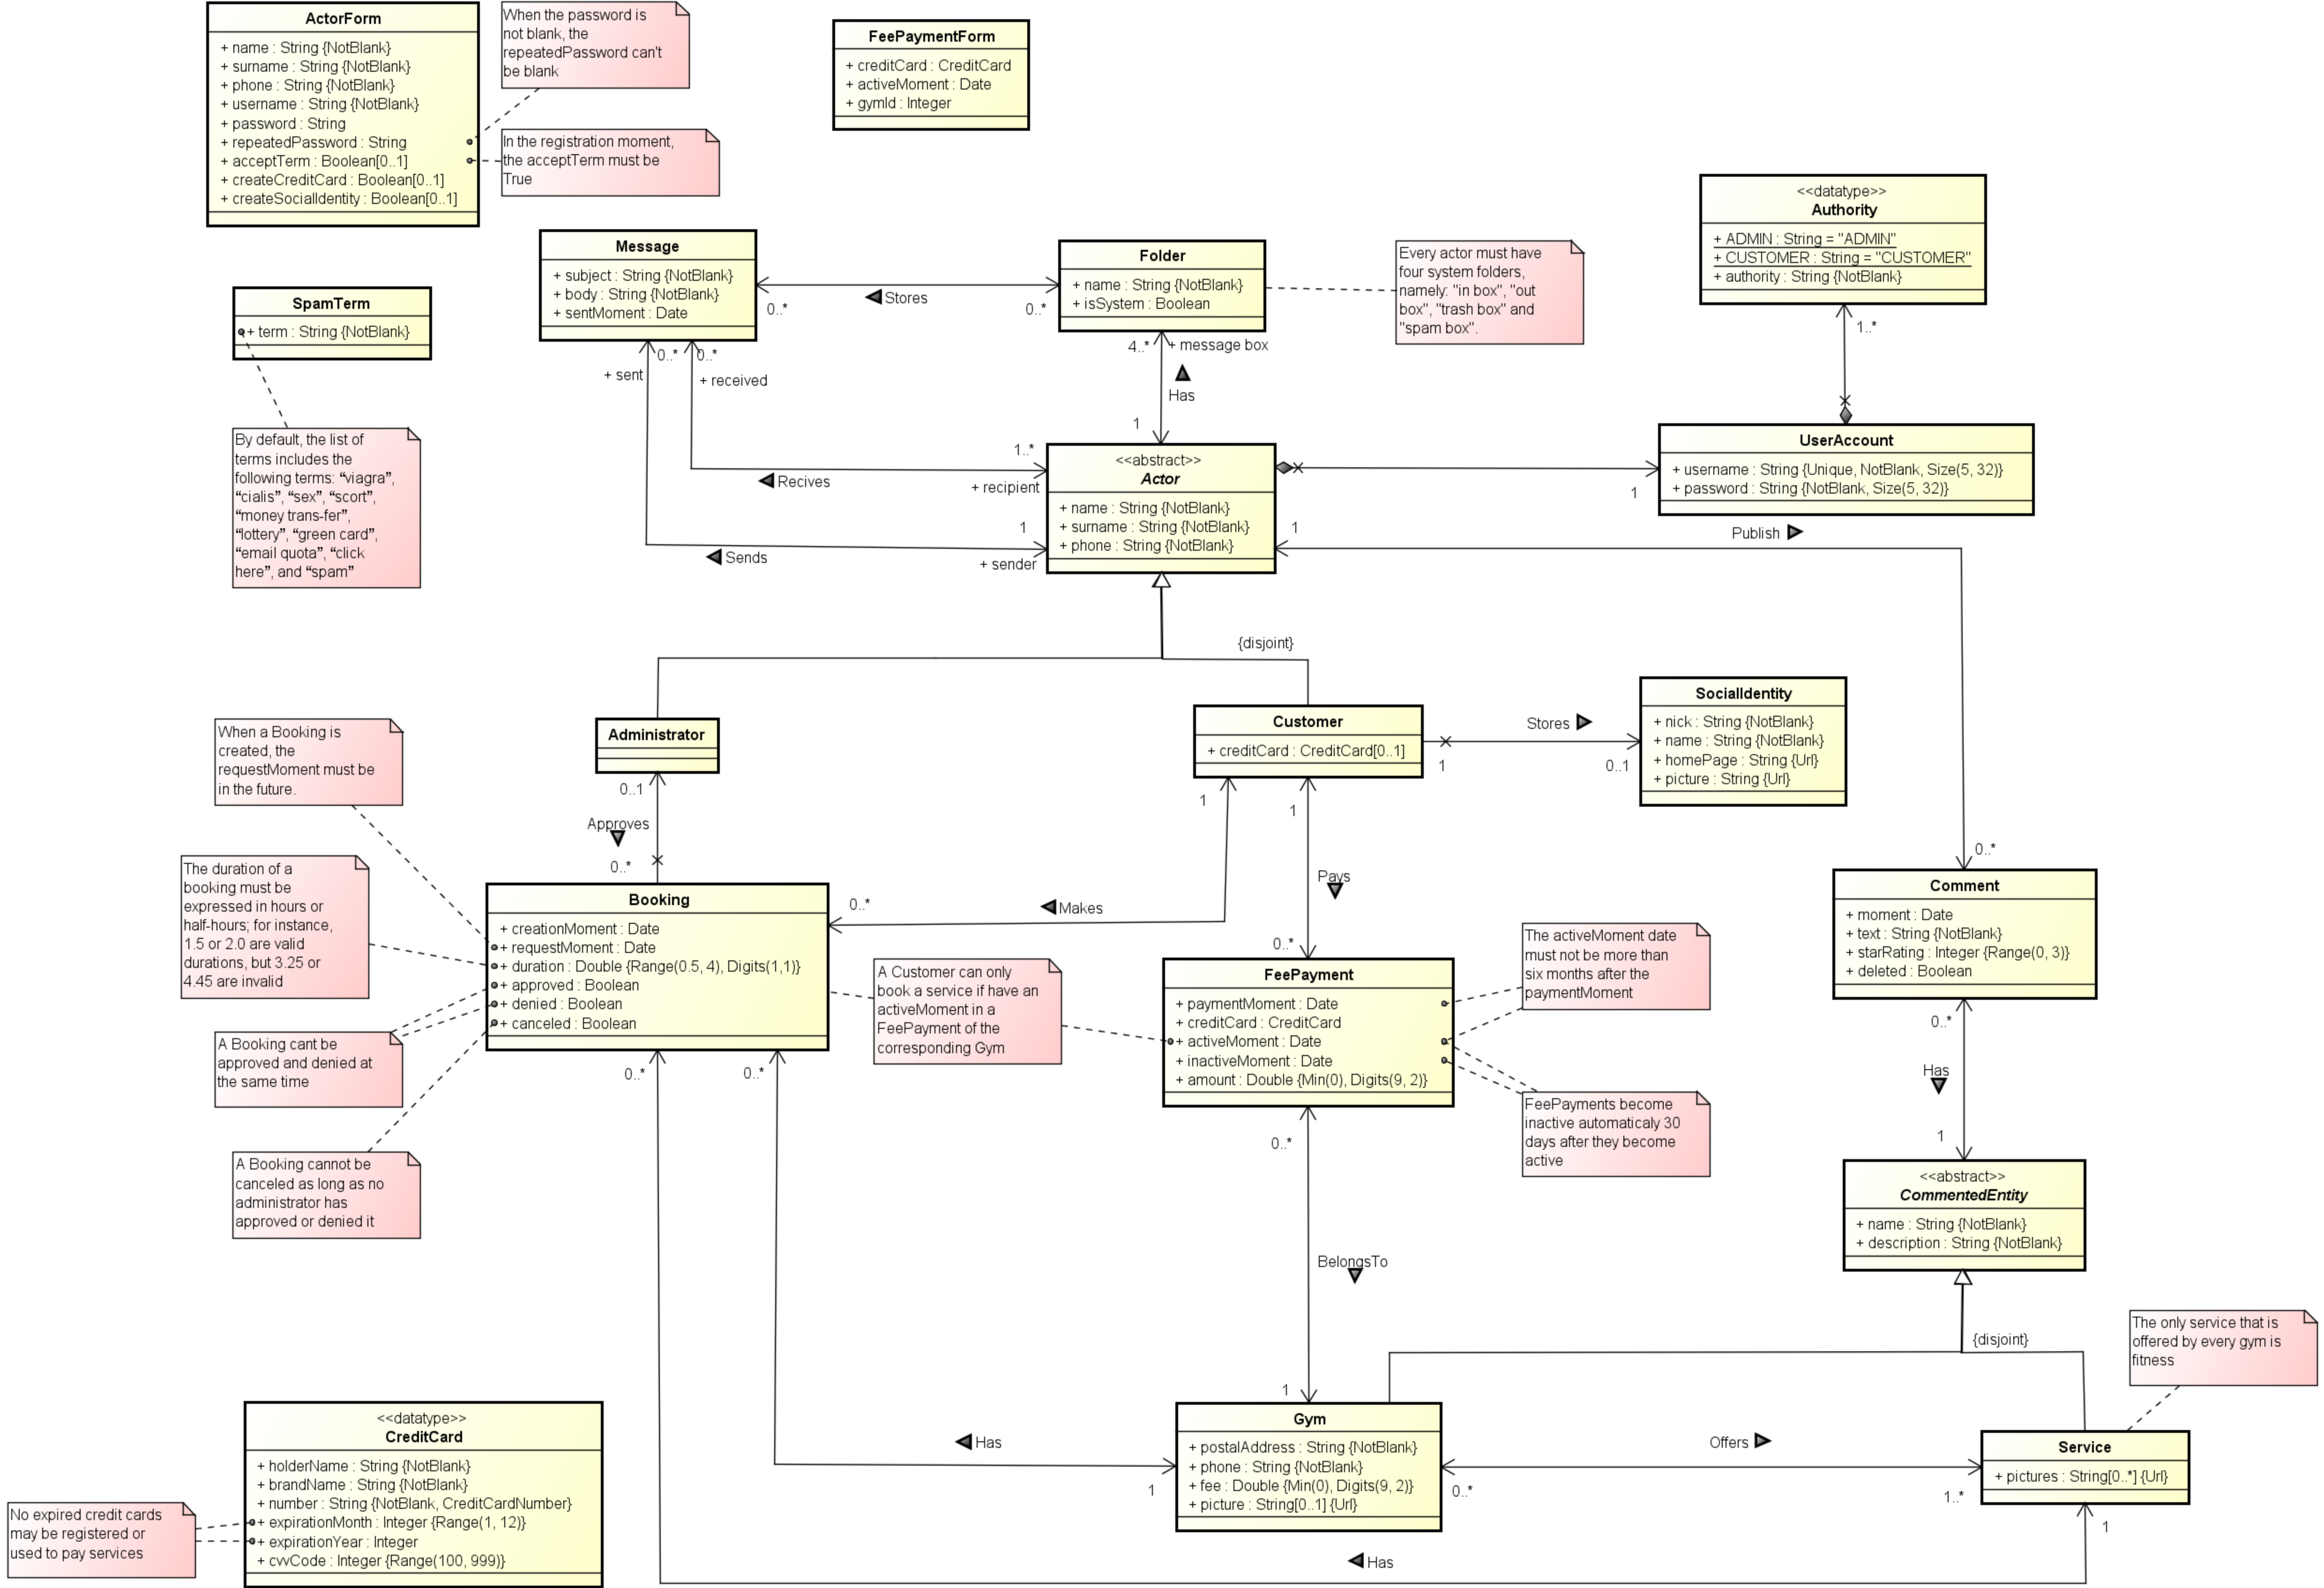 ActorForm
+ name : String {NotBlank}
+ surname : String {NotBlank}
+ phone : String {NotBlank}
+ username : String {NotBlank}
+ password : String
+ repeatedPassword : String
+ acceptTerm : Boolean[0..1]
+ createCreditCard : Boolean[0..1]
+ createSocialIdentity : Boolean[0..1]
When the password is
not blank, the
repeatedPassword can't
be blank
In the registration moment,
the acceptTerm must be
True
FeePaymentForm
+ creditCard : CreditCard
+ activeMoment : Date
+ gymId : Integer
<<datatype>>
Authority
+ ADMIN : String = "ADMIN"
+ CUSTOMER : String = "CUSTOMER"
+ authority : String {NotBlank}
Message
+ subject : String {NotBlank}
+ body : String {NotBlank}
+ sentMoment : Date
0..*
Stores
0..*
Folder
+ name : String {NotBlank}
+ isSystem : Boolean
Every actor must have
four system folders,
namely: "in box", "out
box", "trash box" and
"spam box".
SpamTerm
+ term : String {NotBlank}
By default, the list of
terms includes the
following terms: “viagra”,
“cialis”, “sex”, “scort”,
“money trans-fer”,
“lottery”, “green card”,
“email quota”, “click
here”, and “spam”
0..*
0..*
+ sent
+ received
4..*
+ message box
Has
1
1..*
1..*
Recives
+ recipient
1
Sends
+ sender
<<abstract>>
Actor
+ name : String {NotBlank}
+ surname : String {NotBlank}
+ phone : String {NotBlank}
UserAccount
+ username : String {Unique, NotBlank, Size(5, 32)}
+ password : String {NotBlank, Size(5, 32)}
1
1
Publish
{disjoint}
Administrator
Customer
+ creditCard : CreditCard[0..1]
Stores
1
0..1
SocialIdentity
+ nick : String {NotBlank}
+ name : String {NotBlank}
+ homePage : String {Url}
+ picture : String {Url}
When a Booking is
created, the
requestMoment must be
in the future.
0..1
Approves
0..*
1
1
The duration of a
booking must be
expressed in hours or
half-hours; for instance,
1.5 or 2.0 are valid
durations, but 3.25 or
4.45 are invalid
Booking
+ creationMoment : Date
+ requestMoment : Date
+ duration : Double {Range(0.5, 4), Digits(1,1)}
+ approved : Boolean
+ denied : Boolean
+ canceled : Boolean
0..*
Makes
Pays
0..*
0..*
Comment
+ moment : Date
+ text : String {NotBlank}
+ starRating : Integer {Range(0, 3)}
+ deleted : Boolean
A Customer can only
book a service if have an
activeMoment in a
FeePayment of the
corresponding Gym
FeePayment
+ paymentMoment : Date
+ creditCard : CreditCard
+ activeMoment : Date
+ inactiveMoment : Date
+ amount : Double {Min(0), Digits(9, 2)}
The activeMoment date
must not be more than
six months after the
paymentMoment
FeePayments become
inactive automaticaly 30
days after they become
active
A Booking cant be
approved and denied at
the same time
A Booking cannot be
canceled as long as no
administrator has
approved or denied it
0..*
0..*
0..*
0..*
Has
1
<<abstract>>
CommentedEntity
+ name : String {NotBlank}
+ description : String {NotBlank}
BelongsTo
{disjoint}
The only service that is
offered by every gym is
fitness
<<datatype>>
CreditCard
+ holderName : String {NotBlank}
+ brandName : String {NotBlank}
+ number : String {NotBlank, CreditCardNumber}
+ expirationMonth : Integer {Range(1, 12)}
+ expirationYear : Integer
+ cvvCode : Integer {Range(100, 999)}
No expired credit cards
may be registered or
used to pay services
Has
1
1
Gym
+ postalAddress : String {NotBlank}
+ phone : String {NotBlank}
+ fee : Double {Min(0), Digits(9, 2)}
+ picture : String[0..1] {Url}
Offers
0..*
1..*
Service
+ pictures : String[0..*] {Url}
1
Has